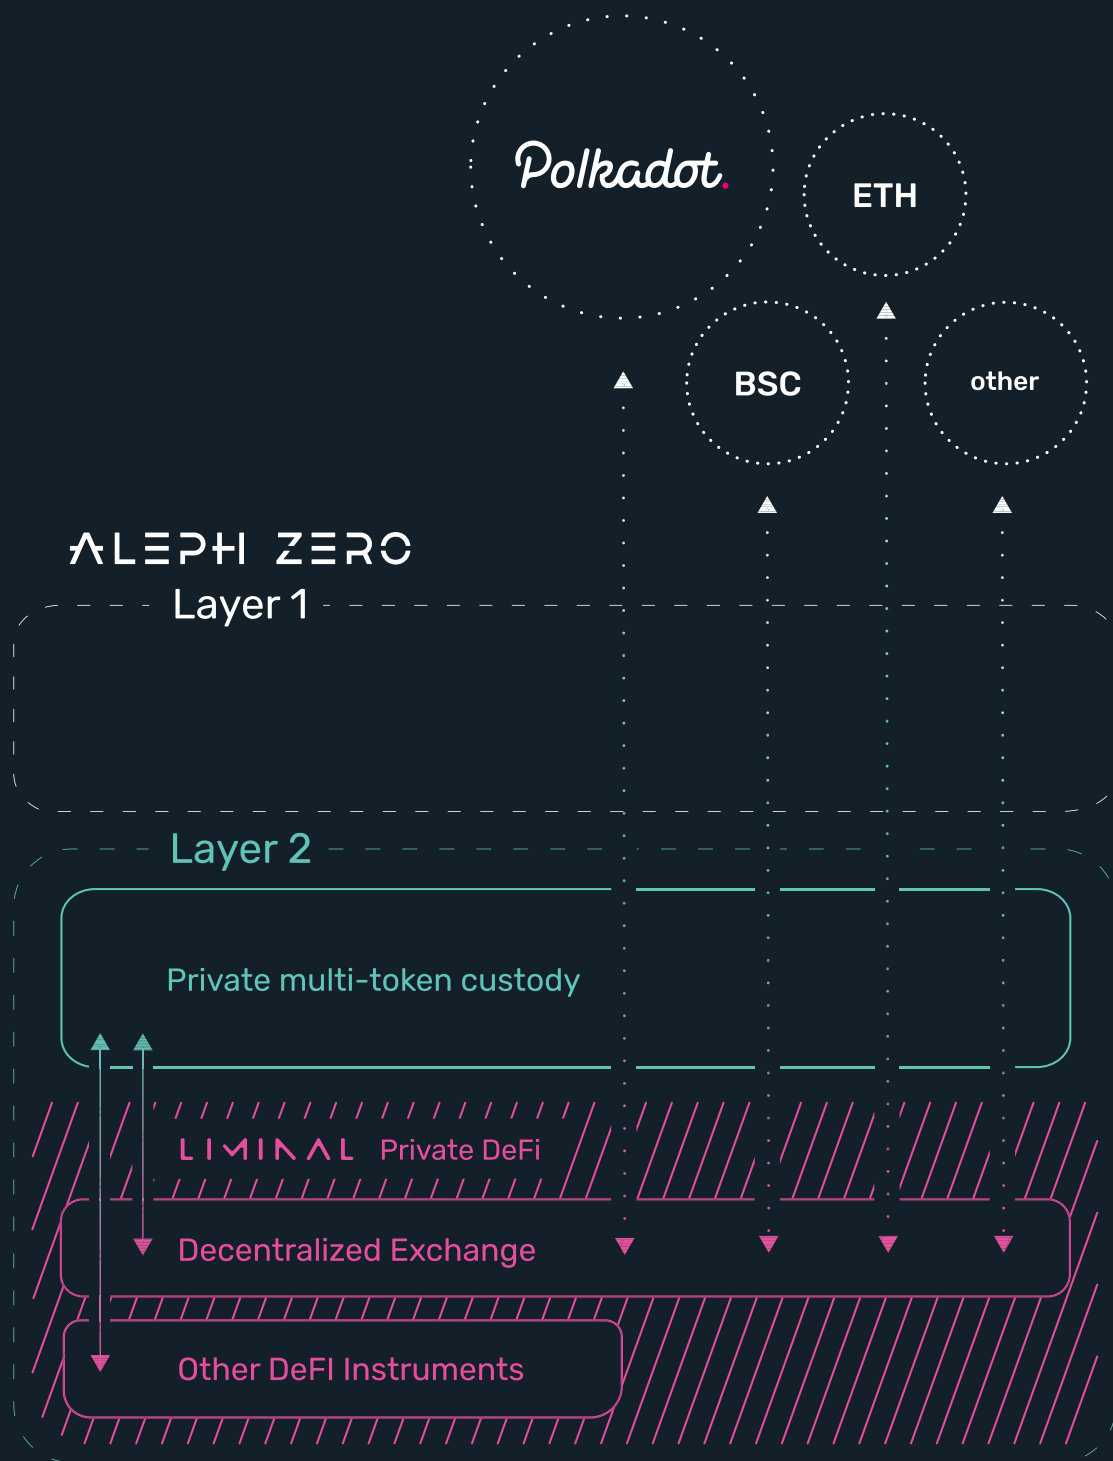 Polkadot.
ETH
BSC
other
ALEPH ZERO
Layer 1
Layer 2
Private multi-token custody
LIMINAL Private DeFi
Decentralized Exchange
Other DeFI Instruments